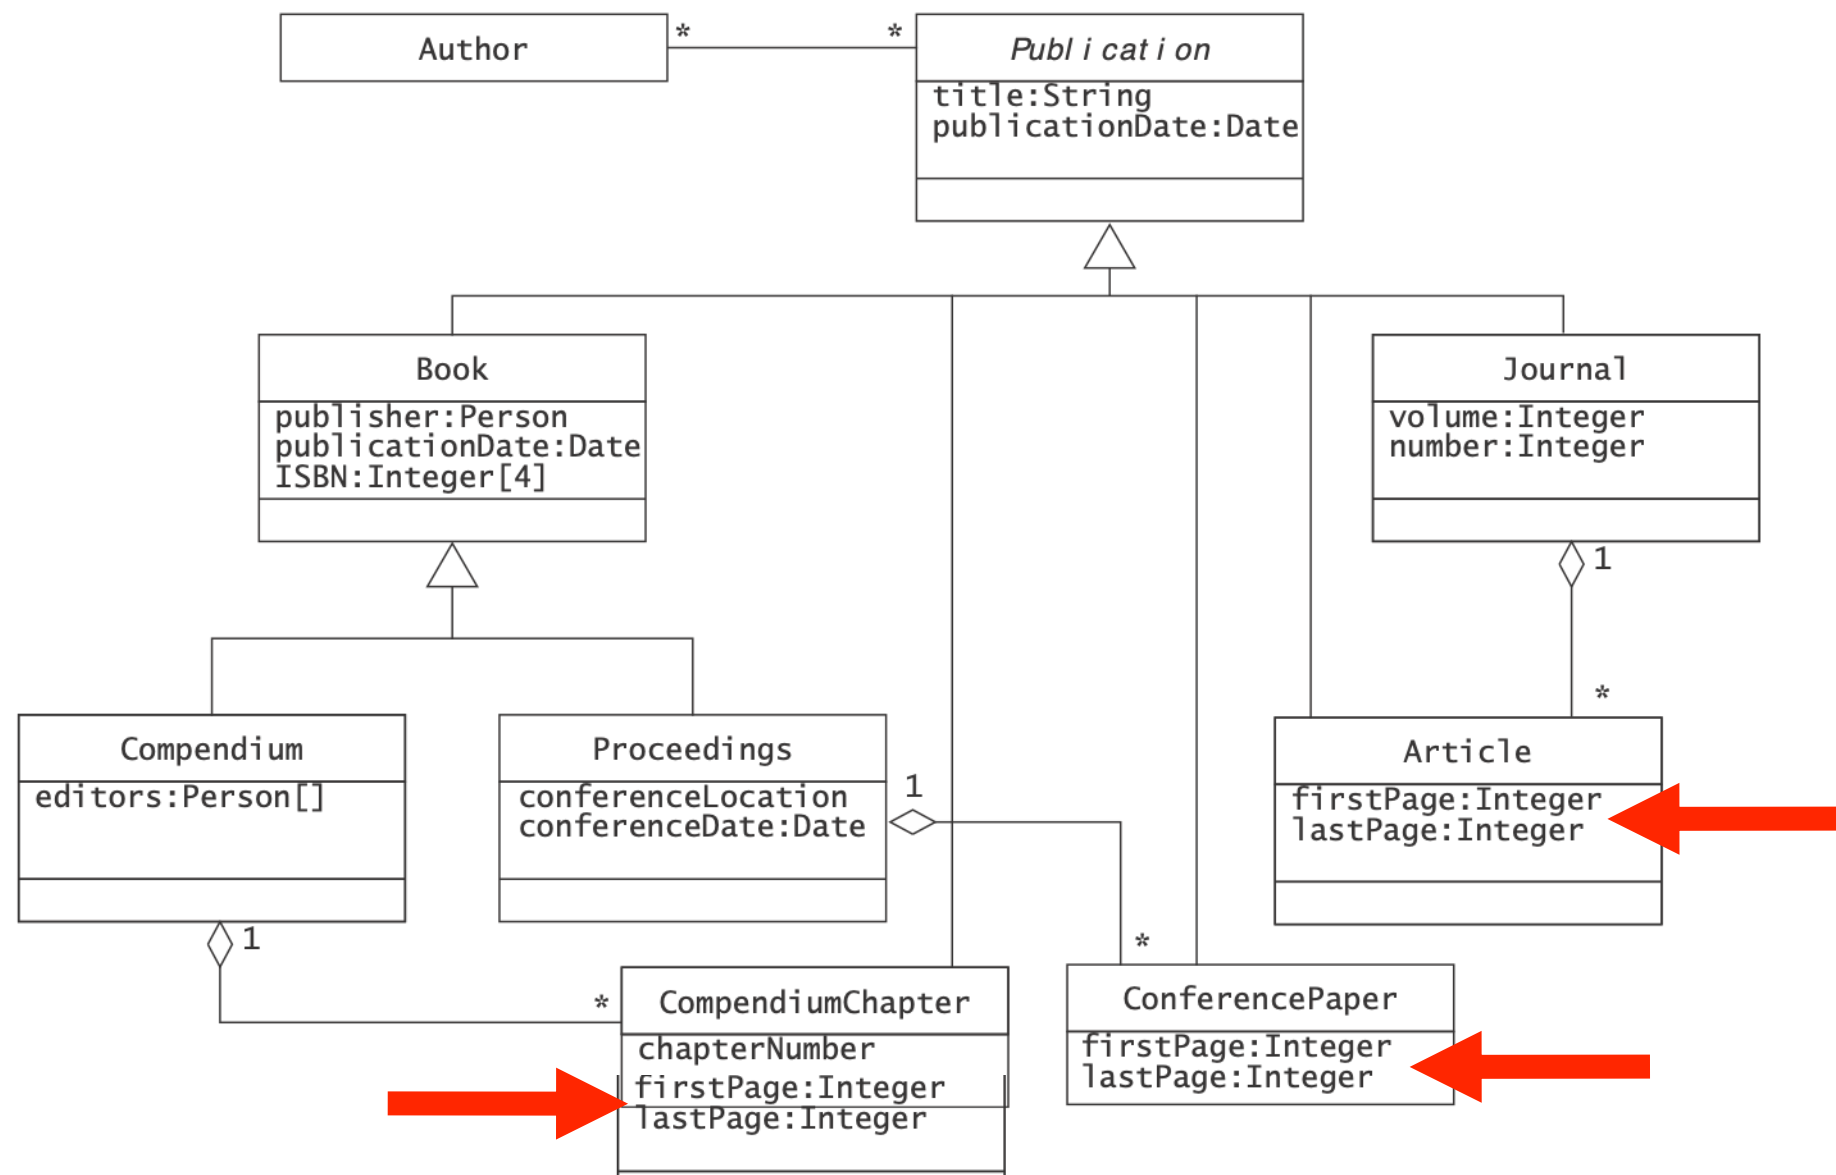 Author
*
*
Publication
title:String
publicationDate:Date
Book
publisher:Person
publicationDate:Date
ISBN:Integer[4]
Journal
volume:Integer
number:Integer
1
*
Compendium
editors:Person[]
Proceedings
conferenceLocation
conferenceDate:Date
1
Article
firstPage:Integer
lastPage:Integer
1
*
*
CompendiumChapter
chapterNumber
firstPage:Integer
lastPage:Integer
ConferencePaper
firstPage:Integer
lastPage:Integer